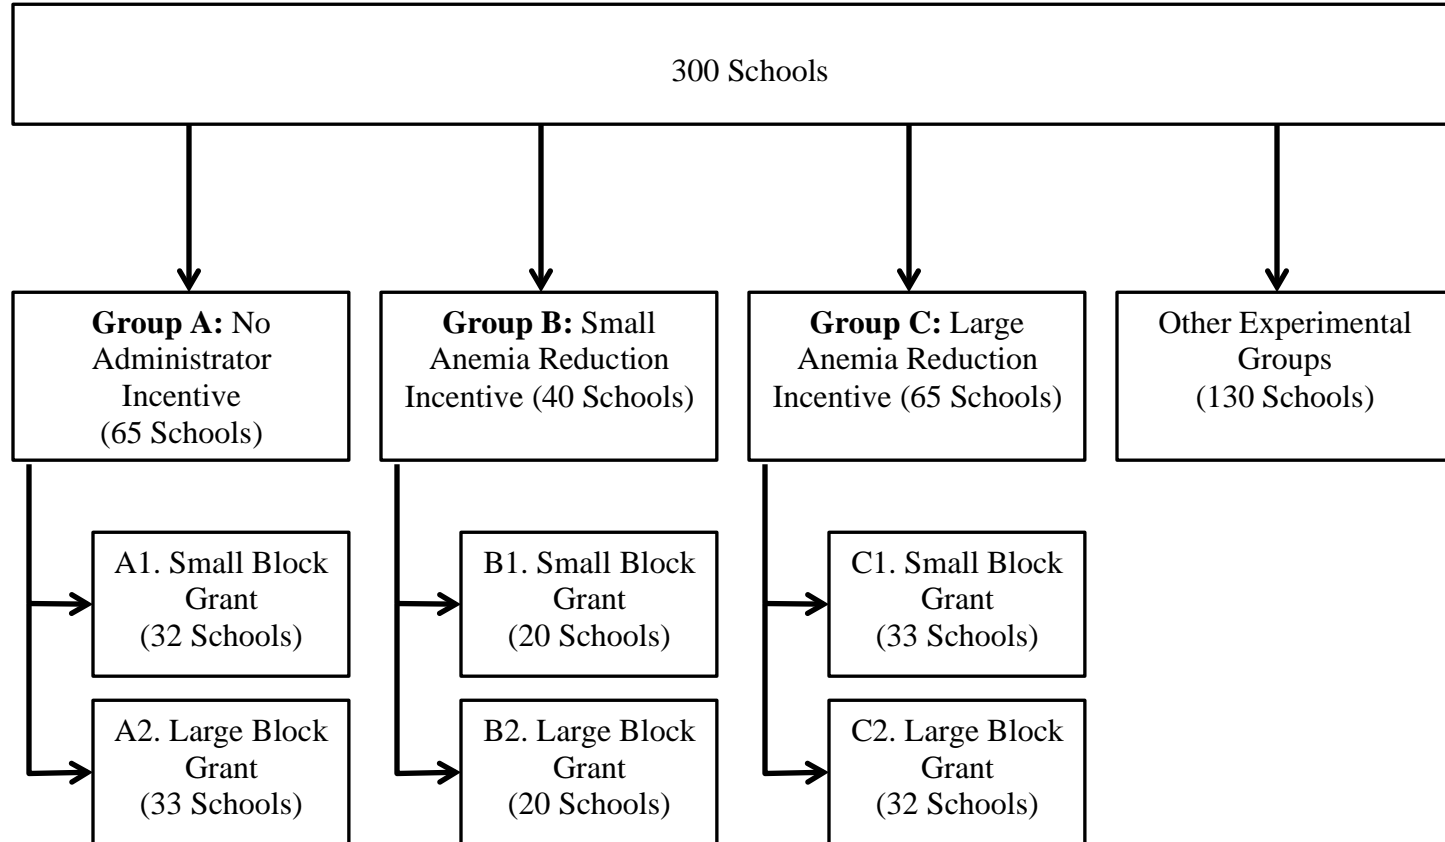 300 Schools
Group A: No
Administrator
Incentive
(65 Schools)
Group B: Small
Anemia Reduction
Incentive (40 Schools)
Group C: Large
Anemia Reduction
Incentive (65 Schools)
Other Experimental
Groups
(130 Schools)
A1. Small Block
Grant
(32 Schools)
B1. Small Block
Grant
(20 Schools)
C1. Small Block
Grant
(33 Schools)
A2. Large Block
Grant
(33 Schools)
B2. Large Block
Grant
(20 Schools)
C2. Large Block
Grant
(32 Schools)